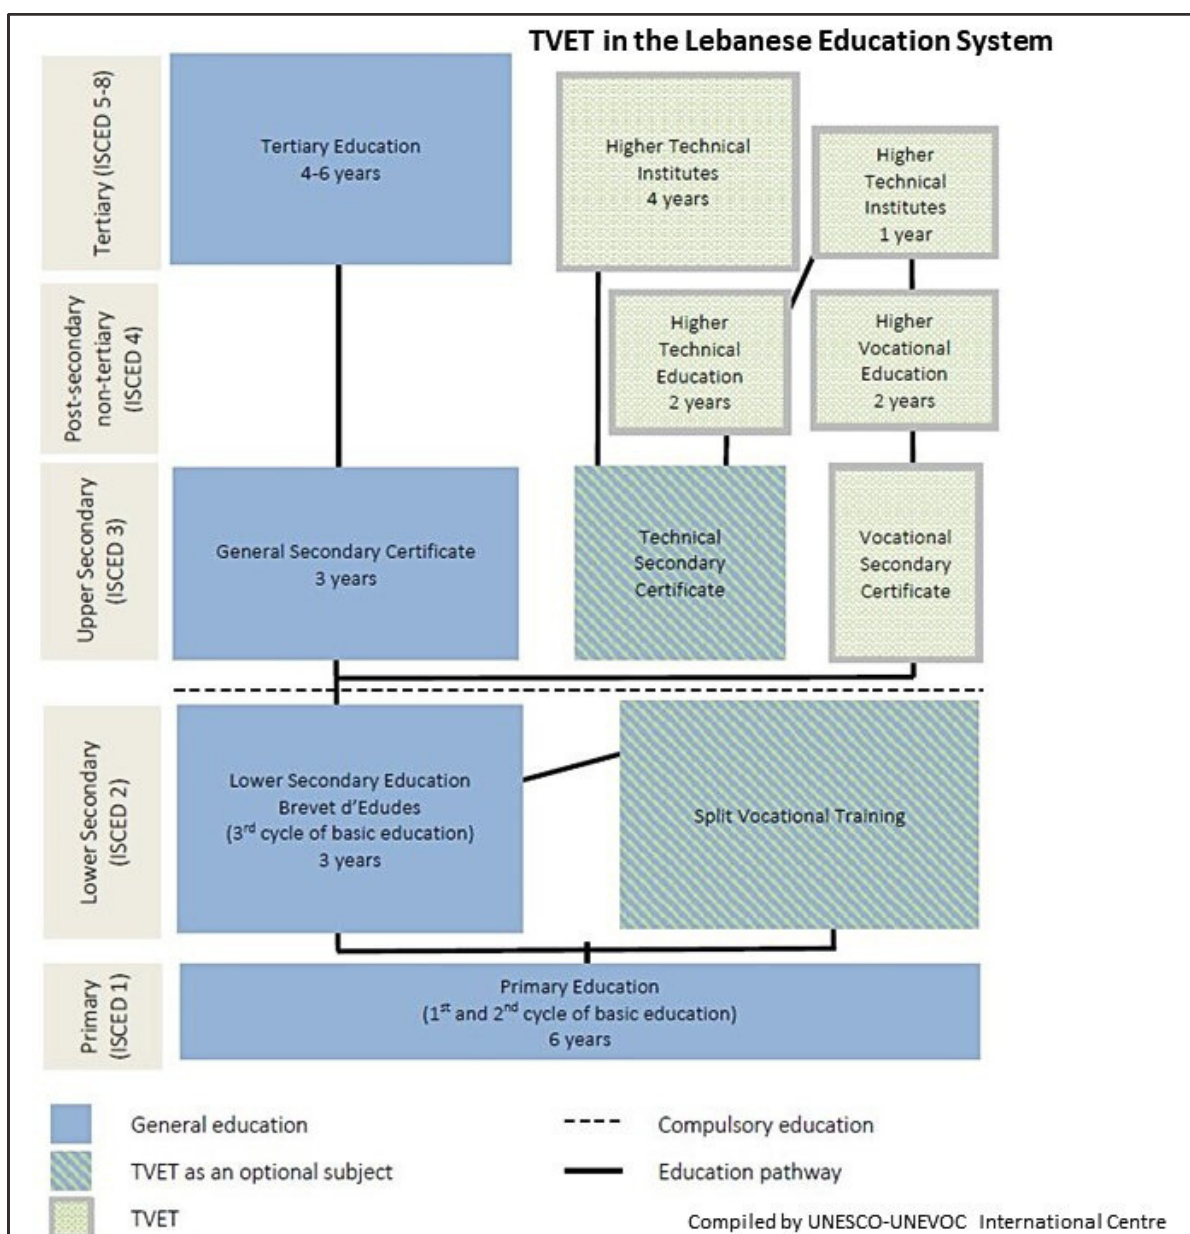 TVET in the Lebanese Education System
Tertiary (ISCED 5-8)
Tertiary Education
4-6 years
Higher Technical
Institutes
4 years
Higher
Technical
Institutes
1 year
Post-secondary
non-tertiary
(ISCED 4)
Higher
Technical
Education
2 years
Higher
Vocational
Education
2 years
Upper Secondary
(ISCED 3)
General Secondary Certificate
3 years
Technical
Secondary
Certificate
Vocational
Secondary
Certificate
Lower Secondary
(ISCED 2)
Lower Secondary Education
Brevet d'Edudes
(3rd cycle of basic education)
3 years
Split Vocational Training
Primary
(ISCED 1)
Primary Education
(1st and 2nd cycle of basic education)
6 years
General education
TVET as an optional subject
TVET
Compulsory education
Education pathway
Compiled by UNESCO-UNEVOC International Centre